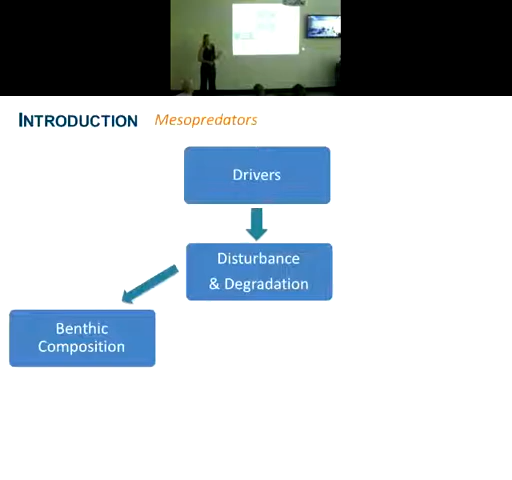 INTRODUCTION Mesopredators
Drivers
Disturbance
& Degradation
Benthic
Composition